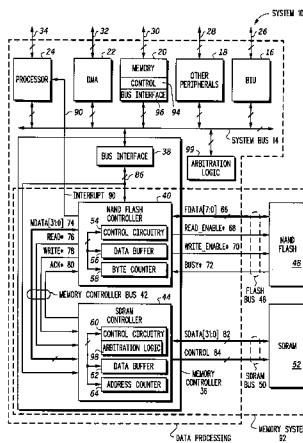 SYSTEM 10
34 32 30 28 26
24 22 20 18 16
PROCESSOR
DMA
MEMORY
CONTROL
BUS INTERFACE
OTHER
PERIPHERALS
BIU
90 96 94
SYSTEM BUS 14
BUS INTERFACE 38
99
ARBITRATION
LOGIC
86
INTERRUPT 90
40
NAND FLASH
CONTROLLER
54
CONTROL CIRCUITRY
DATA BUFFER
56
BYTE COUNTER
58
MDATA[31:0] 74
READ* 76
WRITE* 78
ACK* 80
FDATA[7:0] 66
READ_ENABLE* 68
WRITE_ENABLE* 70
BUSY* 72
NAND
FLASH
48
FLASH
BUS 46
MEMORY CONTROLLER BUS 42
44
SDRAM
CONTROLLER
60
CONTROL CIRCUITRY
ARBITRATION LOGIC
98
DATA BUFFER
62
ADDRESS COUNTER
64
SDATA[31:0] 82
CONTROL 84
SDRAM
52
MEMORY
CONTROLLER
36
SDRAM
BUS 50
DATA PROCESSING
MEMORY SYSTEM
92